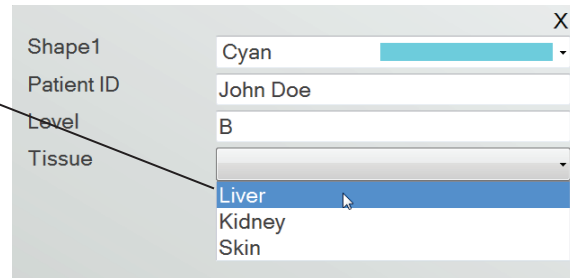 X
Shape1 Cyan
Patient ID John Doe
Level B
Tissue
Liver
Kidney
Skin